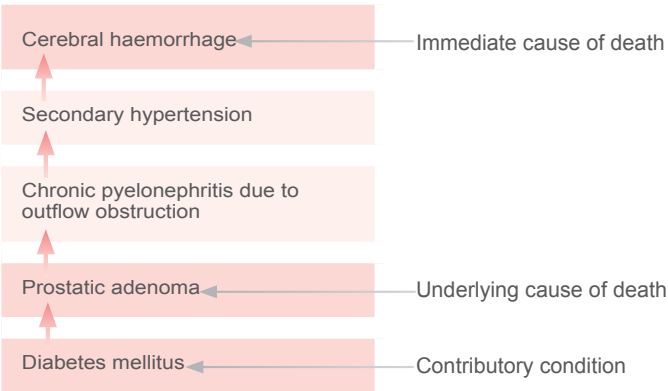 Cerebral haemorrhage
Immediate cause of death
Secondary hypertension
Chronic pyelonephritis due to
outflow obstruction
Prostatic adenoma
Underlying cause of death
Diabetes mellitus
Contributory condition